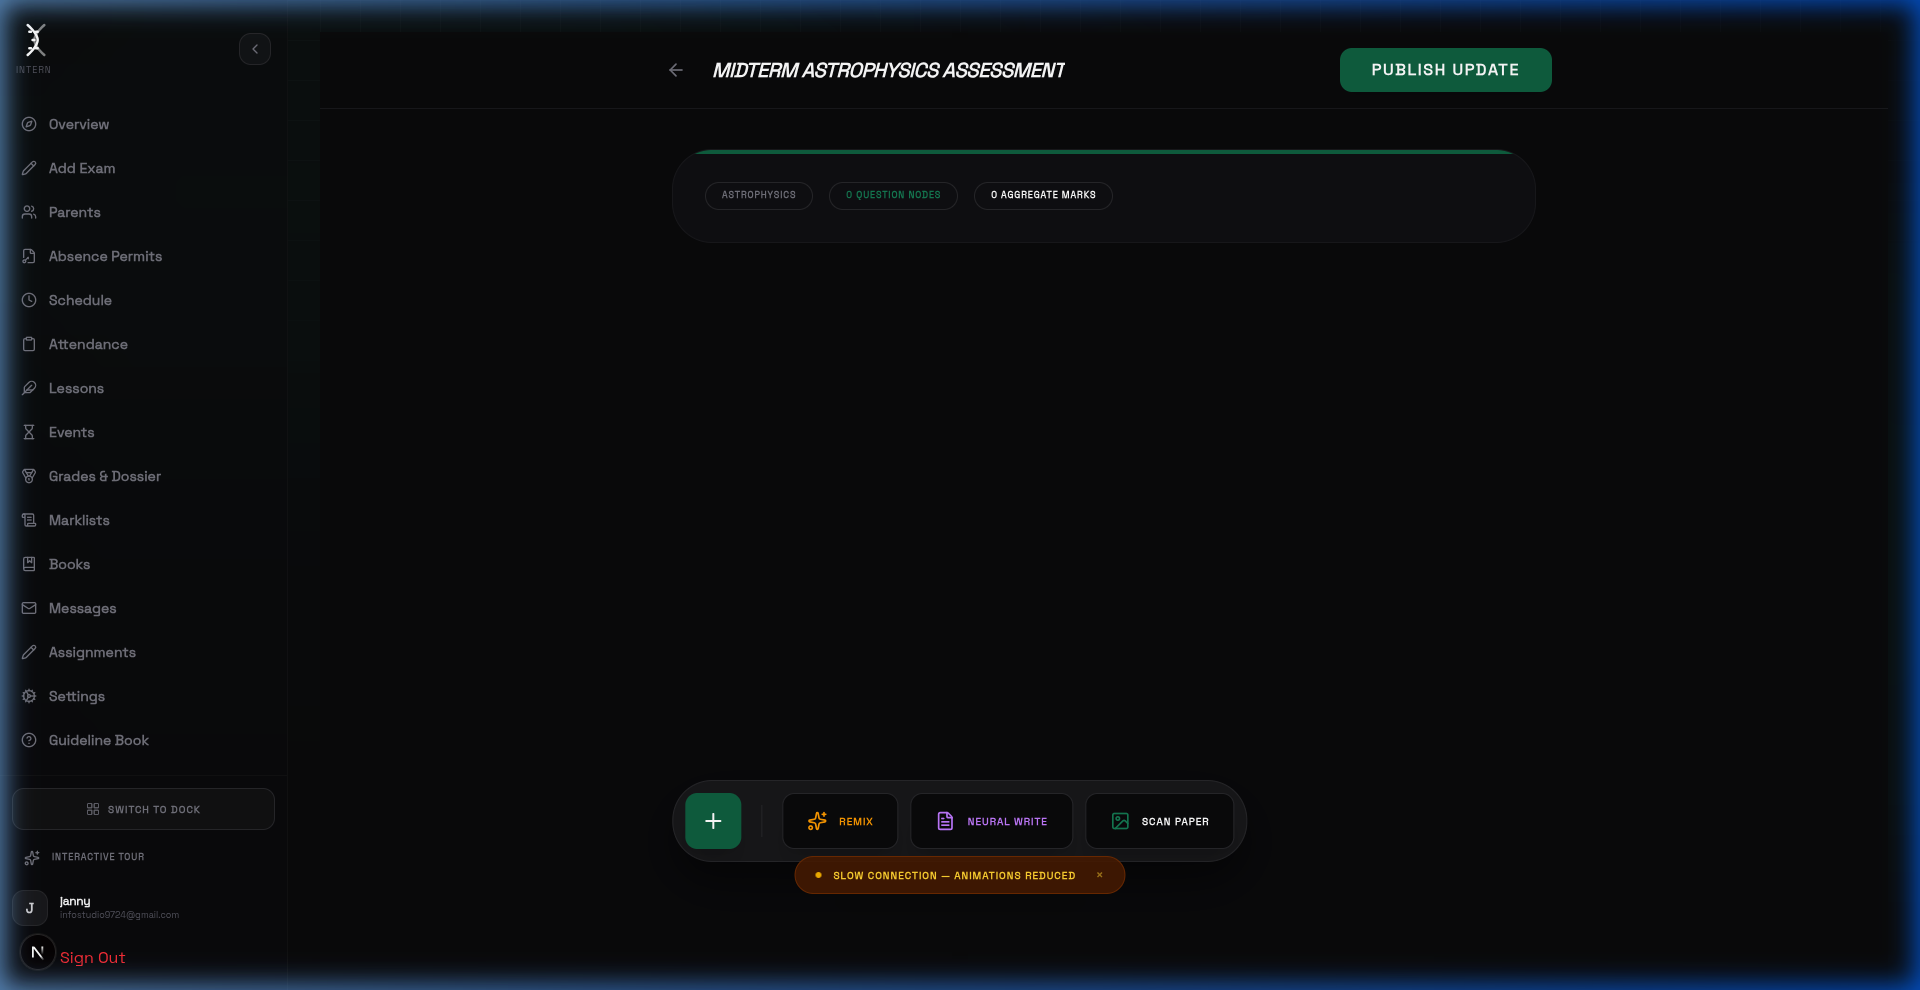 INTERN
Overview
Add Exam
Parents
Absence Permits
Schedule
Attendance
Lessons
Events
Grades & Dossier
Marklists
Books
Messages
Assignments
Settings
Guideline Book
SWITCH TO DOCK
INTERACTIVE TOUR
J
janny
infostudio9724@gmail.com
N
Sign Out
MIDTERM ASTROPHYSICS ASSESSMENT
PUBLISH UPDATE
ASTROPHYSICS
0 QUESTION NODES
0 AGGREGATE MARKS
REMIX
NEURAL WRITE
SCAN PAPER
SLOW CONNECTION — ANIMATIONS REDUCED ×